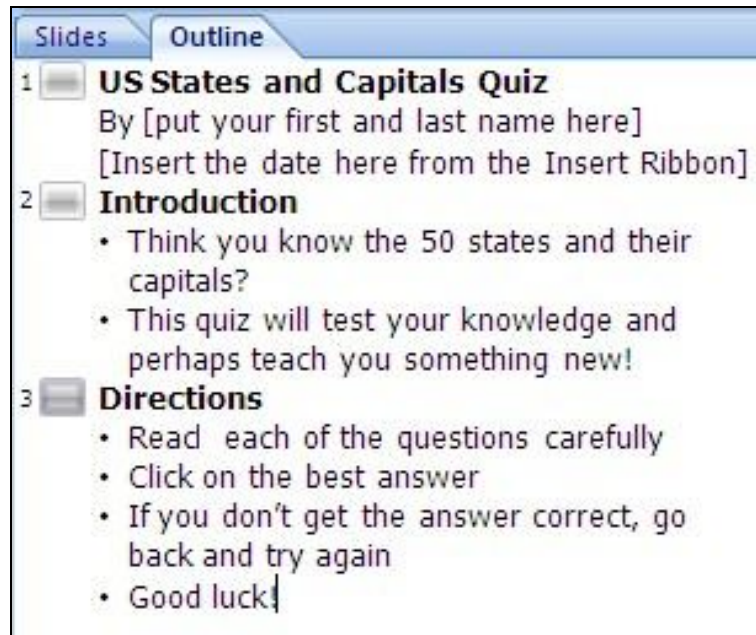 Slides Outline
1 US States and Capitals Quiz
By [put your first and last name here]
[Insert the date here from the Insert Ribbon]
2 Introduction
• Think you know the 50 states and their
capitals?
• This quiz will test your knowledge and
perhaps teach you something new!
3 Directions
• Read  each of the questions carefully
• Click on the best answer
• If you don't get the answer correct, go
back and try again
• Good luck!